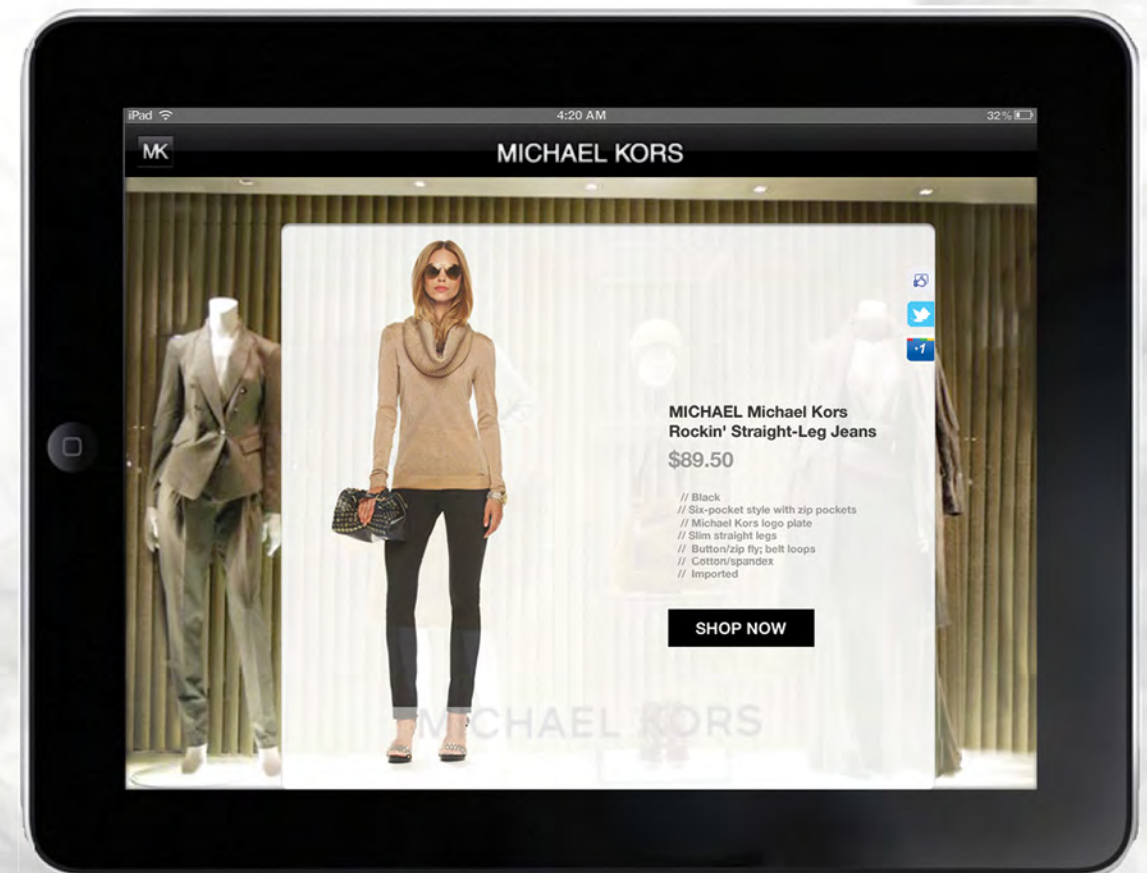 iPad 4:20 AM 32%
MK MICHAEL KORS
+1
MICHAEL Michael Kors
Rockin' Straight-Leg Jeans
$89.50
// Black
// Six-pocket style with zip pockets
// Michael Kors logo plate
// Slim straight legs
// Button/zip fly; belt loops
// Cotton/spandex
// Imported
SHOP NOW
MICHAEL KORS